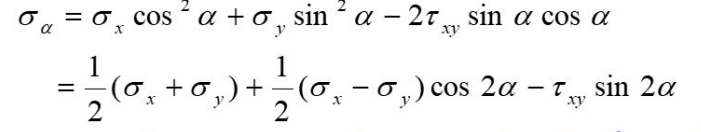 σ_α = σ_x cos² α + σ_y sin² α − 2τ_xy sin α cos α
= 1/2 (σ_x + σ_y) + 1/2 (σ_x − σ_y) cos 2α − τ_xy sin 2α